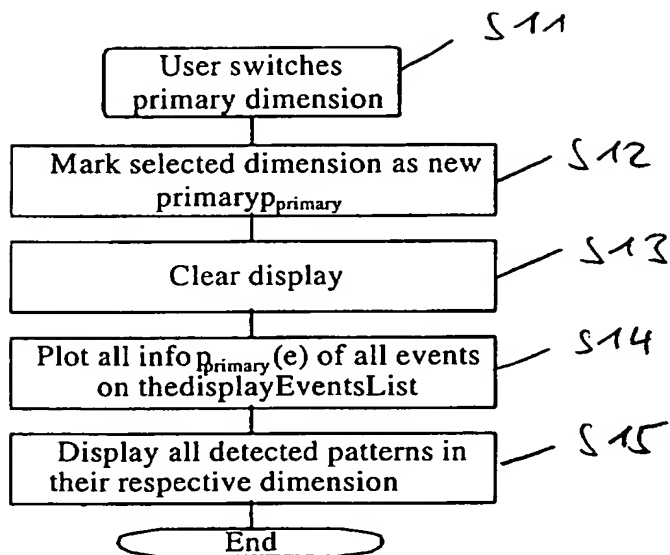 S11
User switches
primary dimension
Mark selected dimension as new
primaryp_primary
S12
Clear display
S13
Plot all info p_primary(e) of all events
on thedisplayEventsList
S14
Display all detected patterns in
their respective dimension
S15
End